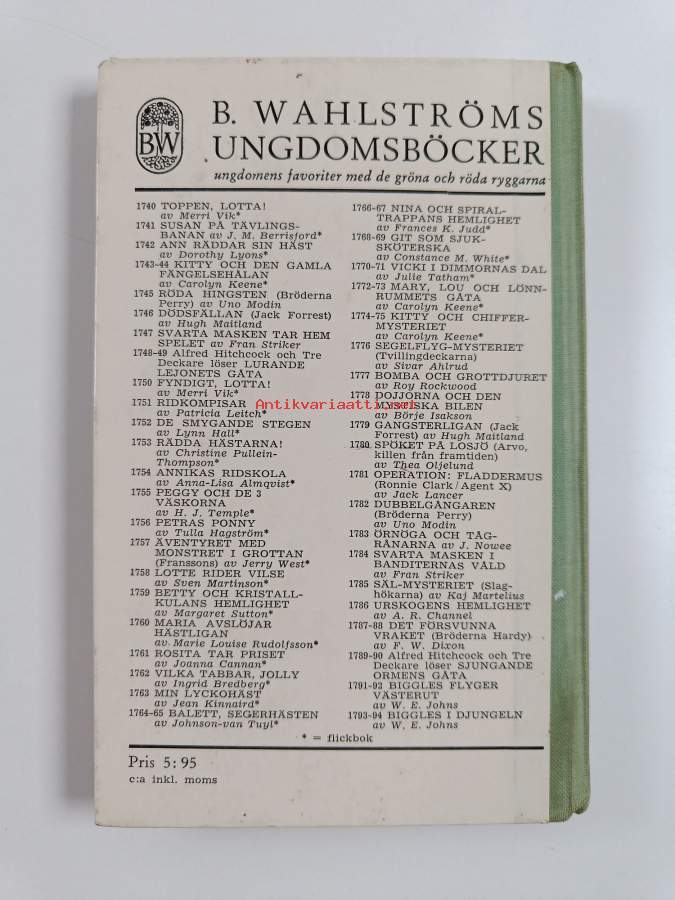 BW
B. WAHLSTRÖMS
UNGDOMSBÖCKER
ungdomens favoriter med de gröna och röda ryggarna
1740 TOPPEN, LOTTA!
av Merri Vik*
1741 SUSAN PÅ TÄVLINGS-
BANAN av J. M. Berrisford*
1742 ANN RÄDDAR SIN HÄST
av Dorothy Lyons*
1743-44 KITTY OCH DEN GAMLA
FÄNGELSEHÅLAN
av Carolyn Keene*
1745 RÖDA HINGSTEN (Bröderna
Perry) av Uno Modin
1746 DÖDSFÄLLAN (Jack Forrest)
av Hugh Maitland
1747 SVARTA MASKEN TAR HEM
SPELET av Fran Striker
1748-49 Alfred Hitchcock och Tre
Deckare löser LURANDE
LEJONETS GÅTA
1750 FYNDIGT, LOTTA!
av Merri Vik*
1751 RIDKOMPISAR
av Patricia Leitch*
1752 DE SMYGANDE STEGEN
av Lynn Hall*
1753 RÄDDA HÄSTARNA!
av Christine Pullein-
Thompson*
1754 ANNIKAS RIDSKOLA
av Anna-Lisa Almqvist*
1755 PEGGY OCH DE 3
VÄSKORNA
av H. J. Temple*
1756 PETRAS PONNY
av Tulla Hagström*
1757 ÄVENTYRET MED
MONSTRET I GROTTAN
(Franssons) av Jerry West*
1758 LOTTE RIDER VILSE
av Sven Martinson*
1759 BETTY OCH KRISTALL-
KULANS HEMLIGHET
av Margaret Sutton*
1760 MARIA AVSLÖJAR
HÄSTLIGAN
av Marie Louise Rudolfsson*
1761 ROSITA TAR PRISET
av Joanna Cannan*
1762 VILKA TABBAR, JOLLY
av Ingrid Bredberg*
1763 MIN LYCKOHÄST
av Jean Kinnaird*
1764-65 BALETT, SEGERHÄSTEN
av Johnson-van Tuyl*
1766-67 NINA OCH SPIRAL-
TRAPPANS HEMLIGHET
av Frances K. Judd*
1768-69 GIT SOM SJUK-
SKÖTERSKA
av Constance M. White*
1770-71 VICKI I DIMMORNAS DAL
av Julie Tatham*
1772-73 MARY, LOU OCH LÖNN-
RUMMETS GÅTA
av Carolyn Keene*
1774-75 KITTY OCH CHIFFER-
MYSTERIET
av Carolyn Keene*
1776 SEGELFLYG-MYSTERIET
(Tvillingdeckarna)
av Sivar Ahlrud
1777 BOMBA OCH GROTTDJURET
av Roy Rockwood
1778 DOJJORNA OCH DEN
MYSTISKA BILEN
av Börje Isakson
1779 GANGSTERLIGAN (Jack
Forrest) av Hugh Maitland
1780 SPÖKET PÅ LOSJÖ (Arvo,
killen från framtiden)
av Thea Oljelund
1781 OPERATION: FLADDERMUS
(Ronnie Clark/Agent X)
av Jack Lancer
1782 DUBBELGÅNGAREN
(Bröderna Perry)
av Uno Modin
1783 ÖRNÖGA OCH TÅG-
RÅNARNA av J. Nowee
1784 SVARTA MASKEN I
BANDITERNAS VÅLD
av Fran Striker
1785 SÄL-MYSTERIET (Slag-
hökarna) av Kaj Martelius
1786 URSKOGENS HEMLIGHET
av A. R. Channel
1787-88 DET FÖRSVUNNA
VRAKET (Bröderna Hardy)
av F. W. Dixon
1789-90 Alfred Hitchcock och Tre
Deckare löser SJUNGANDE
ORMENS GÅTA
1791-92 BIGGLES FLYGER
VÄSTERUT
av W. E. Johns
1793-94 BIGGLES I DJUNGELN
av W. E. Johns
* = flickbok
Pris 5:95
c:a inkl. moms
Antikvariaatti.net